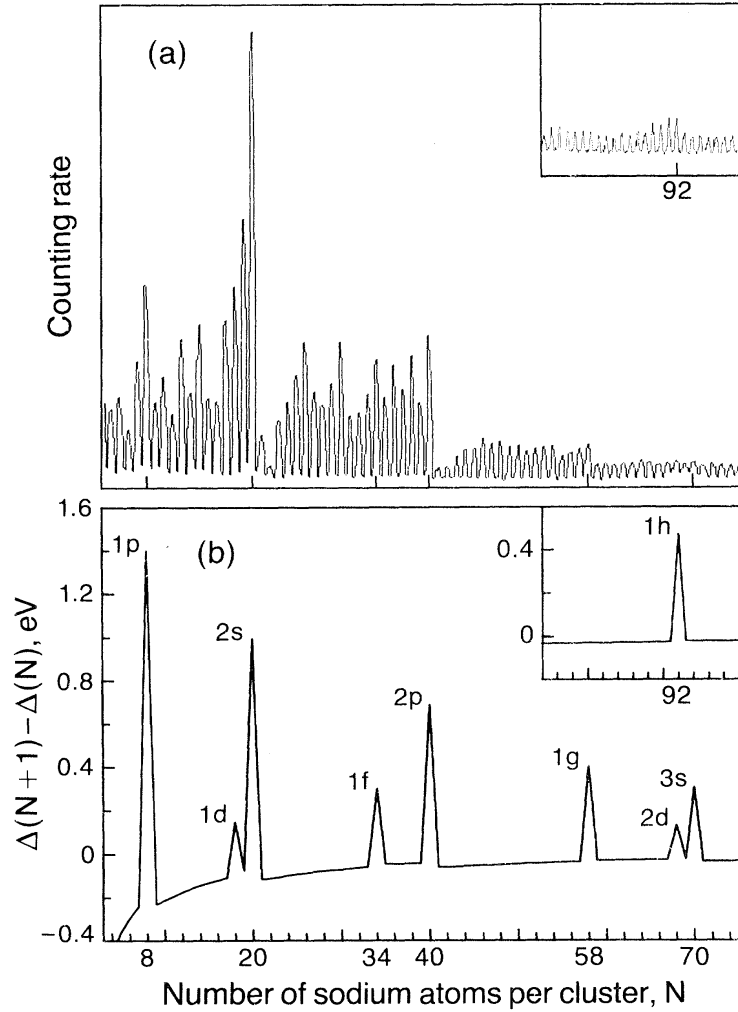 (a)
Counting rate
92
1.6
1p
(b)
1h
0.4
0
92
1.2
2s
0.8
2p
0.4
1f
1g
3s
1d
2d
0
−0.4
Δ(N + 1) − Δ(N), eV
8 20 34 40 58 70
Number of sodium atoms per cluster, N